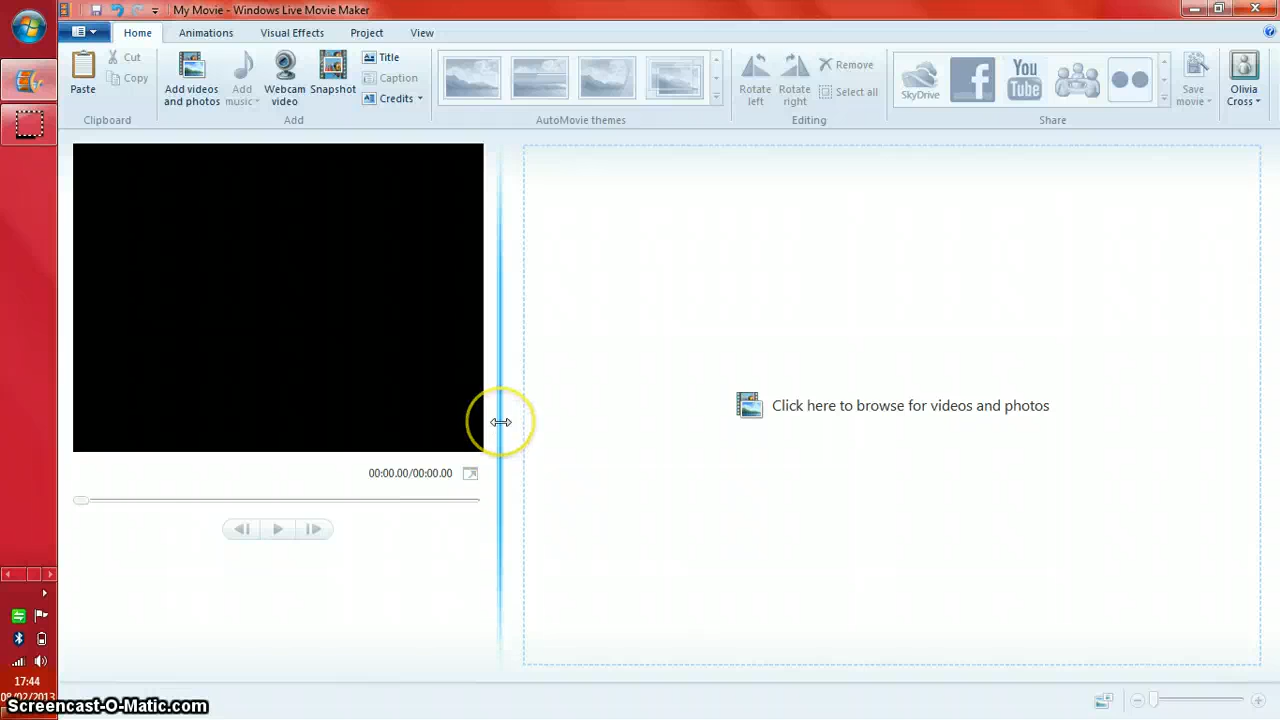 My Movie - Windows Live Movie Maker
Home Animations Visual Effects Project View
Paste
Cut
Copy
Clipboard
Add videos
and photos
Add
music
Webcam
video
Snapshot
Title
Caption
Credits
Add
AutoMovie themes
Rotate
left
Rotate
right
Remove
Select all
Editing
SkyDrive
f
You
Tube
Share
Save
movie
Olivia
Cross
Click here to browse for videos and photos
00:00.00/00:00.00
17:44
08/02/2013
Screencast-O-Matic.com